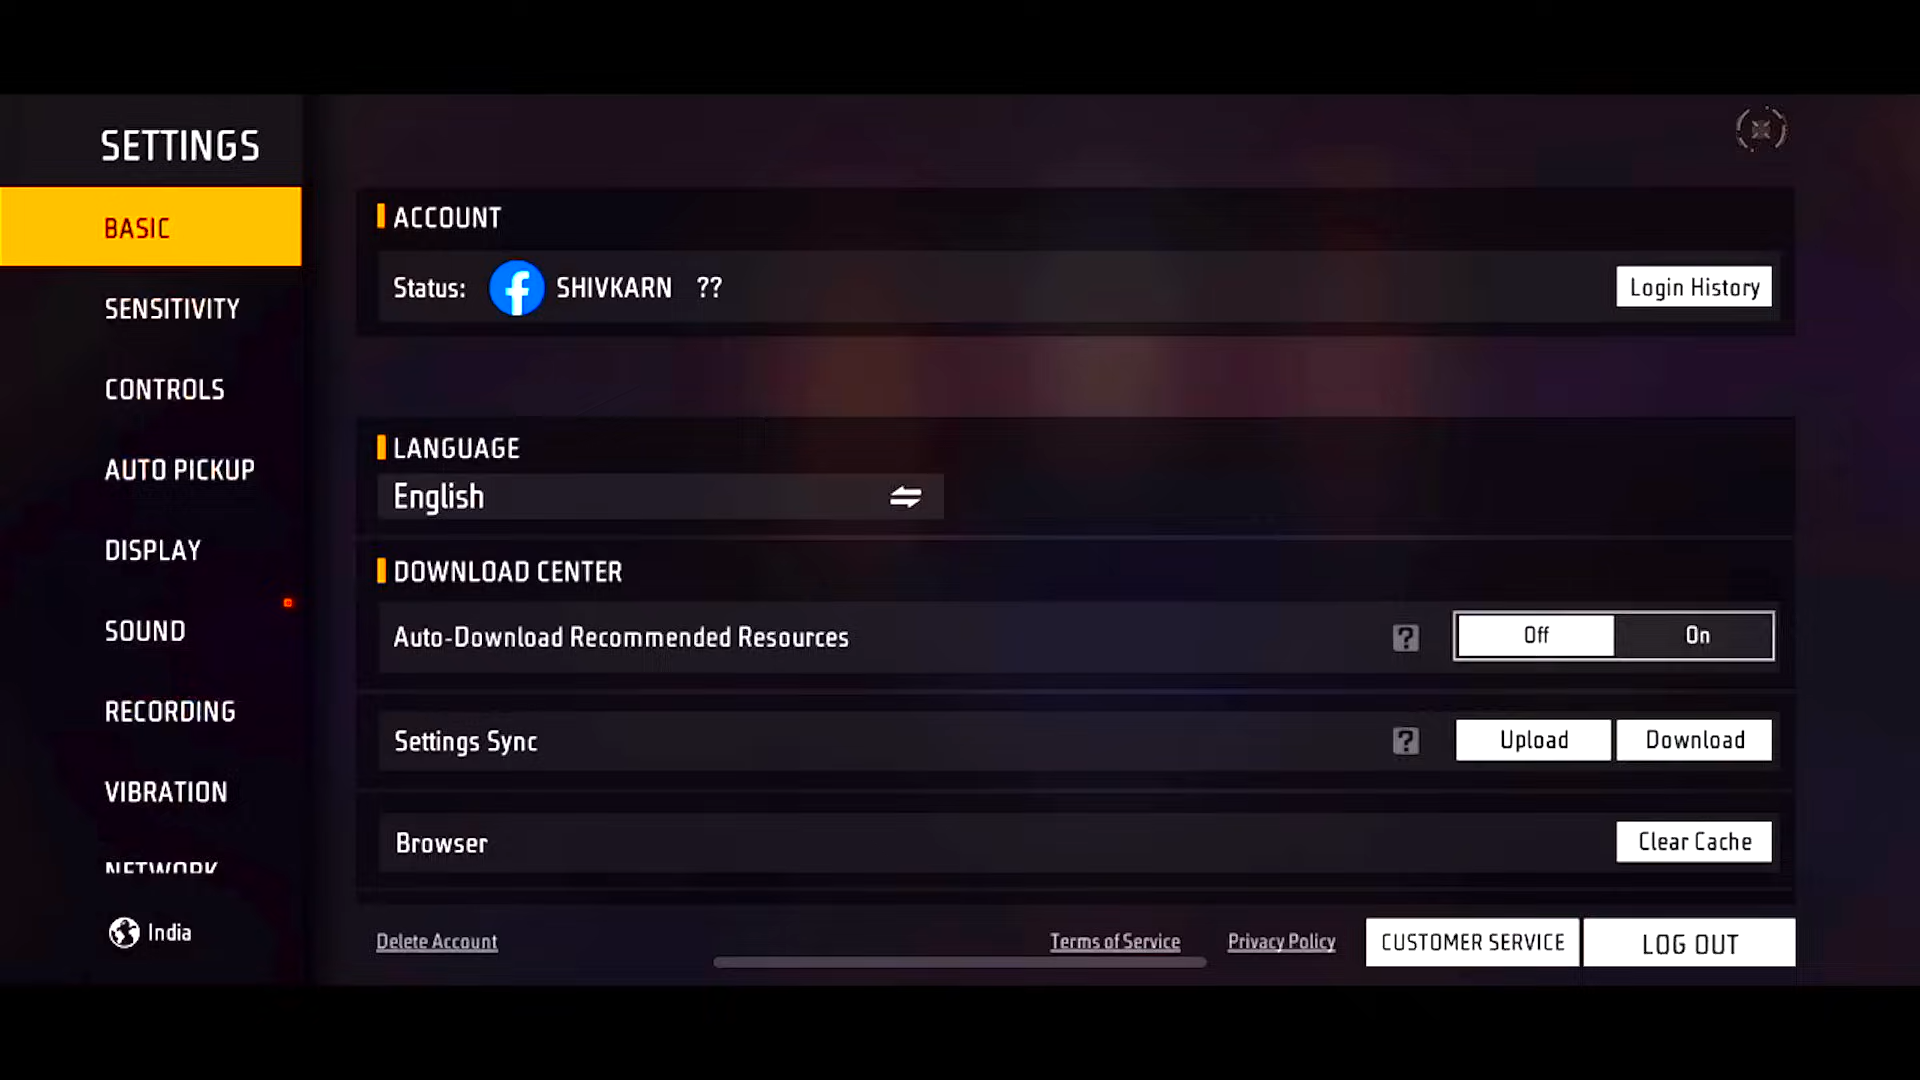 SETTINGS
BASIC
SENSITIVITY
CONTROLS
AUTO PICKUP
DISPLAY
SOUND
RECORDING
VIBRATION
NETWORK
India
ACCOUNT
Status: SHIVKARN ??
Login History
LANGUAGE
English
DOWNLOAD CENTER
Auto-Download Recommended Resources ? Off On
Settings Sync ? Upload Download
Browser Clear Cache
Delete Account Terms of Service Privacy Policy CUSTOMER SERVICE LOG OUT